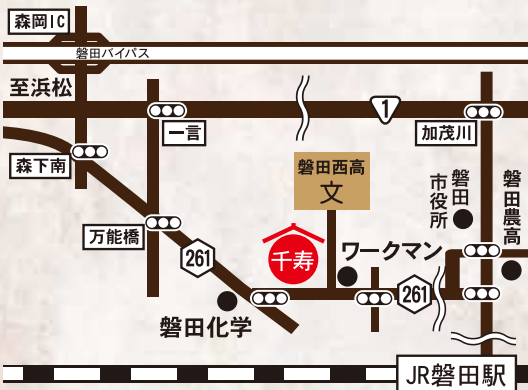 森岡IC
磐田バイパス
至浜松
1
一言
加茂川
森下南
磐田西高
文
磐田
市役所
磐田農高
万能橋
261
千寿
ワークマン
261
磐田化学
JR磐田駅